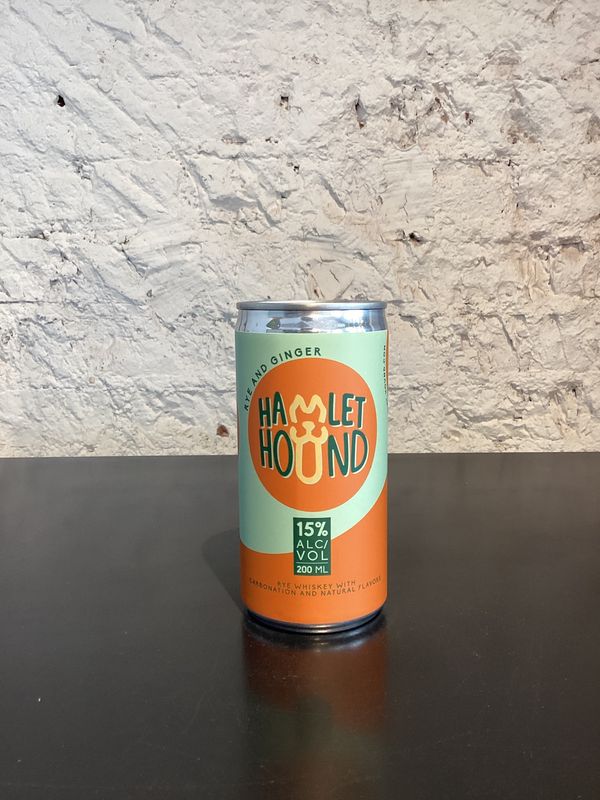 RYE AND GINGER
HAMLET
HOUND
15%
ALC/
VOL
200 ML
RYE WHISKEY WITH
CARBONATION AND NATURAL FLAVORS